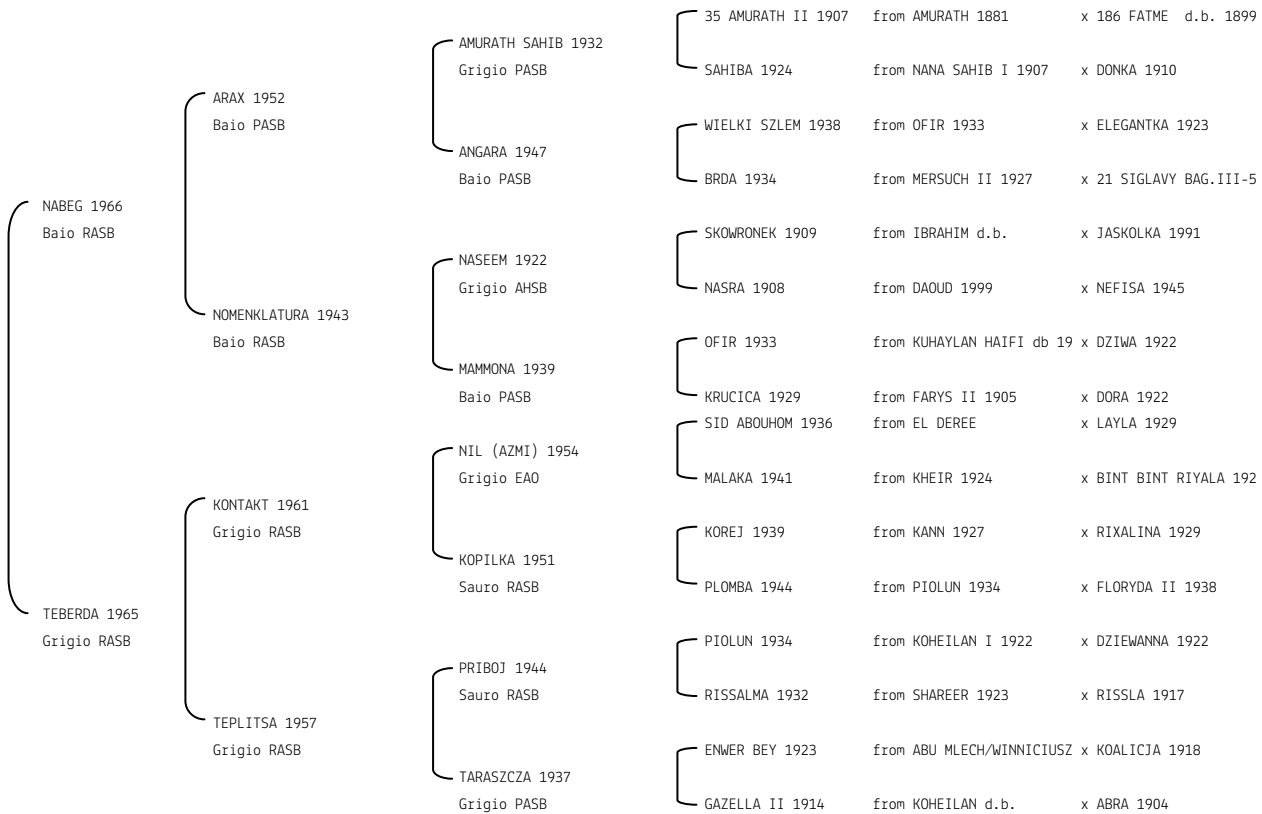 35 AMURATH II 1907 from AMURATH 1881 x 186 FATME d.b. 1899
AMURATH SAHIB 1932
Grigio PASB
SAHIBA 1924 from NANA SAHIB I 1907 x DONKA 1910
ARAX 1952
Baio PASB
WIELKI SZLEM 1938 from OFIR 1933 x ELEGANTKA 1923
ANGARA 1947
Baio PASB
BRDA 1934 from MERSUCH II 1927 x 21 SIGLAVY BAG.III-5
NABEG 1966
Baio RASB
SKOWRONEK 1909 from IBRAHIM d.b. x JASKOLKA 1991
NASEEM 1922
Grigio AHSB
NASRA 1908 from DAOUD 1999 x NEFISA 1945
NOMENKLATURA 1943
Baio RASB
OFIR 1933 from KUHAYLAN HAIFI db 19 x DZIWA 1922
MAMMONA 1939
Baio PASB
KRUCICA 1929 from FARYS II 1905 x DORA 1922
SID ABOUHOM 1936 from EL DEREE x LAYLA 1929
NIL (AZMI) 1954
Grigio EAO
MALAKA 1941 from KHEIR 1924 x BINT BINT RIYALA 192
KONTAKT 1961
Grigio RASB
KOREJ 1939 from KANN 1927 x RIXALINA 1929
KOPILKA 1951
Sauro RASB
PLOMBA 1944 from PIOLUN 1934 x FLORYDA II 1938
TEBERDA 1965
Grigio RASB
PIOLUN 1934 from KOHEILAN I 1922 x DZIEWANNA 1922
PRIBOJ 1944
Sauro RASB
RISSALMA 1932 from SHAREER 1923 x RISSLA 1917
TEPLITSA 1957
Grigio RASB
ENWER BEY 1923 from ABU MLECH/WINNICIUSZ x KOALICJA 1918
TARASZCZA 1937
Grigio PASB
GAZELLA II 1914 from KOHEILAN d.b. x ABRA 1904